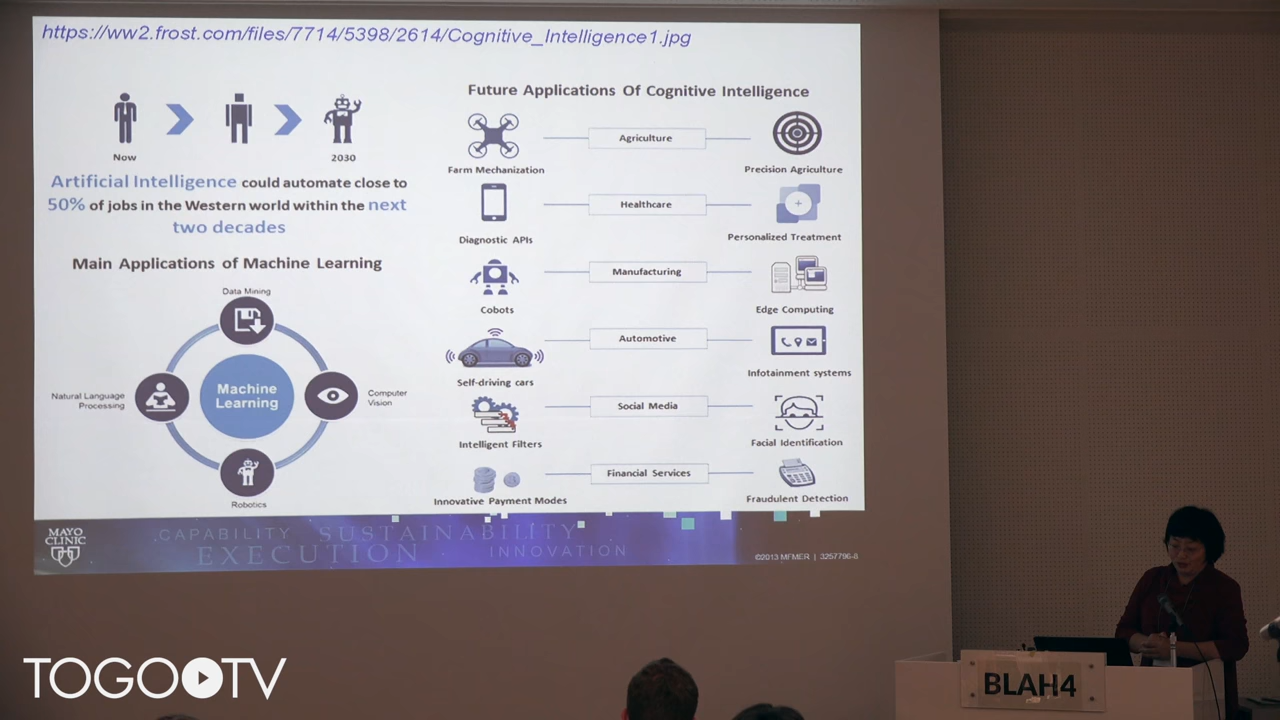 https://ww2.frost.com/files/7714/5398/2614/Cognitive_Intelligence1.jpg
Now
2030
Artificial Intelligence could automate close to
50% of jobs in the Western world within the next
two decades
Main Applications of Machine Learning
Data Mining
Natural Language
Processing
Machine
Learning
Computer
Vision
Robotics
Future Applications Of Cognitive Intelligence
Agriculture
Farm Mechanization
Precision Agriculture
Healthcare
Diagnostic APIs
Personalized Treatment
Manufacturing
Cobots
Edge Computing
Automotive
Self-driving cars
Infotainment systems
Social Media
Intelligent Filters
Facial Identification
Financial Services
Innovative Payment Modes
Fraudulent Detection
MAYO
CLINIC
CAPABILITY SUSTAINABILITY
EXECUTION INNOVATION
©2013 MFMER | 3257796-8
BLAH4
TOGOTV